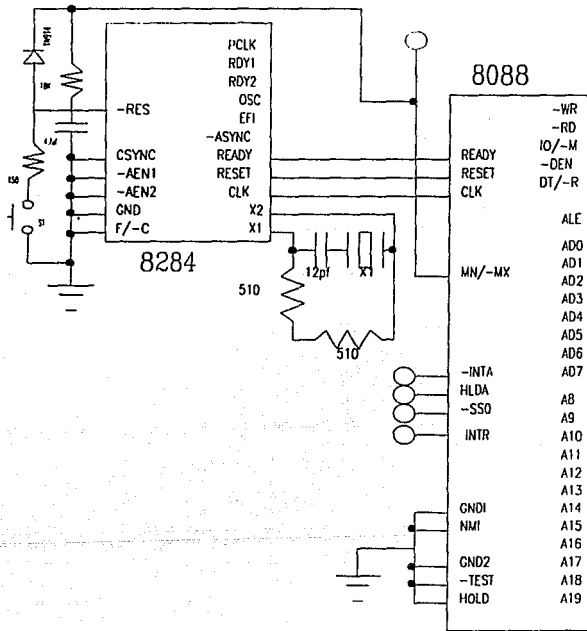 PCLK
RDY1
RDY2
OSC
EFI
-ASYNC
READY
RESET
CLK
X2
X1
-RES
CSYNC
-AEN1
-AEN2
GND
F/-C
8284
10K
S1
12pf
X1
510
510
8088
READY
RESET
CLK
MN/-MX
-INTA
HLDA
-SSO
INTR
GND1
NMI
GND2
-TEST
HOLD
-WR
-RD
IO/-M
-DEN
DT/-R
ALE
AD0
AD1
AD2
AD3
AD4
AD5
AD6
AD7
A8
A9
A10
A11
A12
A13
A14
A15
A16
A17
A18
A19